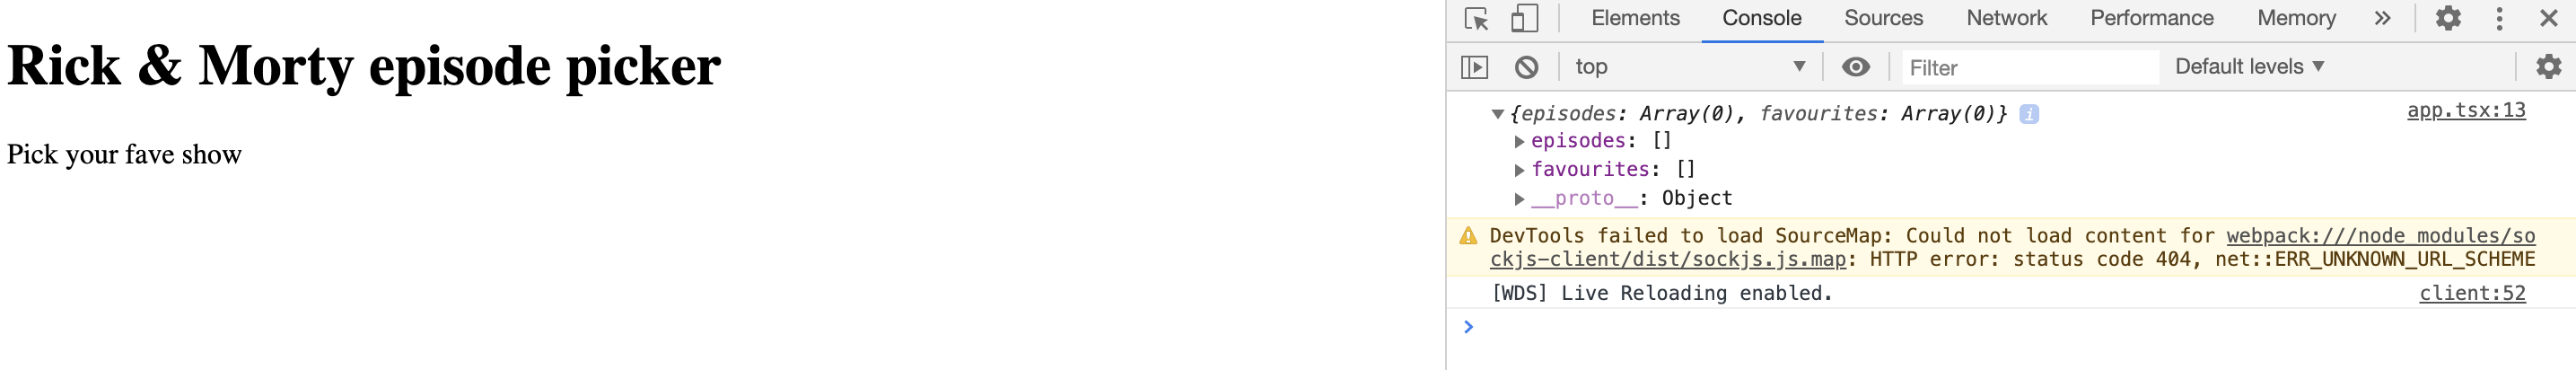 Rick & Morty episode picker
Pick your fave show
Elements Console Sources Network Performance Memory
top Filter Default levels
{episodes: Array(0), favourites: Array(0)} i app.tsx:13
episodes: []
favourites: []
__proto__: Object
DevTools failed to load SourceMap: Could not load content for webpack:///node_modules/so
ckjs-client/dist/sockjs.js.map: HTTP error: status code 404, net::ERR_UNKNOWN_URL_SCHEME
[WDS] Live Reloading enabled. client:52